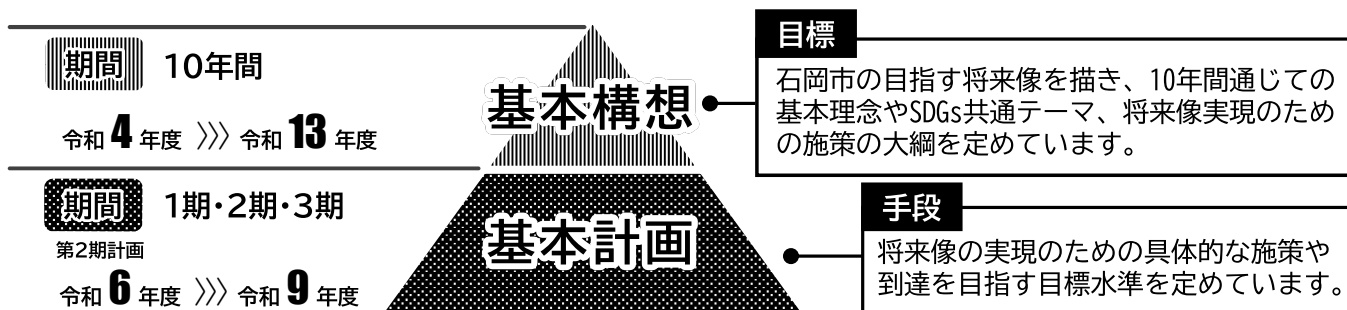 期間 10年間
令和4年度 》》 令和13年度
基本構想
目標
石岡市の目指す将来像を描き、10年間通じての
基本理念やSDGs共通テーマ、将来像実現のため
の施策の大綱を定めています。
期間 1期・2期・3期
第2期計画
令和6年度 》》 令和9年度
基本計画
手段
将来像の実現のための具体的な施策や
到達を目指す目標水準を定めています。